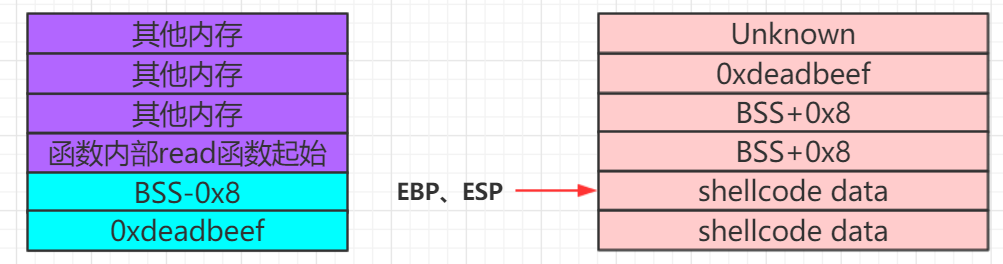 其他内存
其他内存
其他内存
函数内部read函数起始
BSS-0x8
0xdeadbeef
EBP、ESP
Unknown
0xdeadbeef
BSS+0x8
BSS+0x8
shellcode data
shellcode data